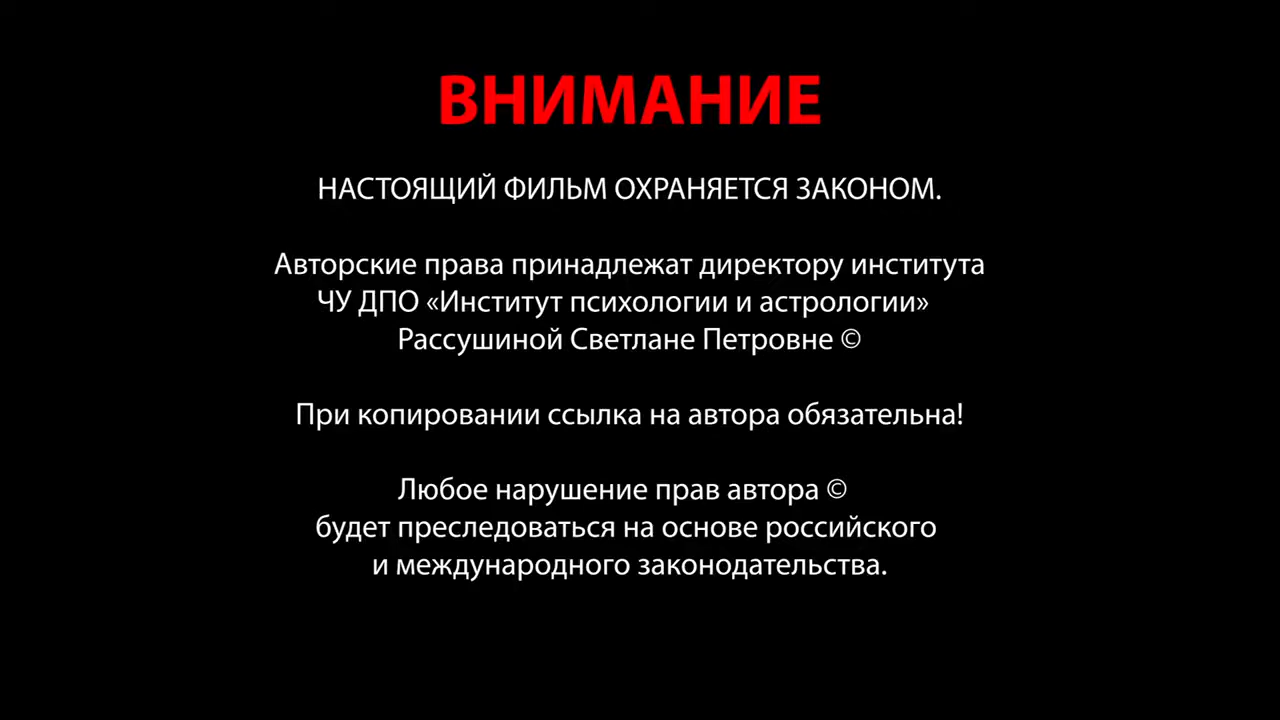 ВНИМАНИЕ
НАСТОЯЩИЙ ФИЛЬМ ОХРАНЯЕТСЯ ЗАКОНОМ.
Авторские права принадлежат директору института
ЧУ ДПО «Институт психологии и астрологии»
Рассушиной Светлане Петровне ©
При копировании ссылка на автора обязательна!
Любое нарушение прав автора ©
будет преследоваться на основе российского
и международного законодательства.